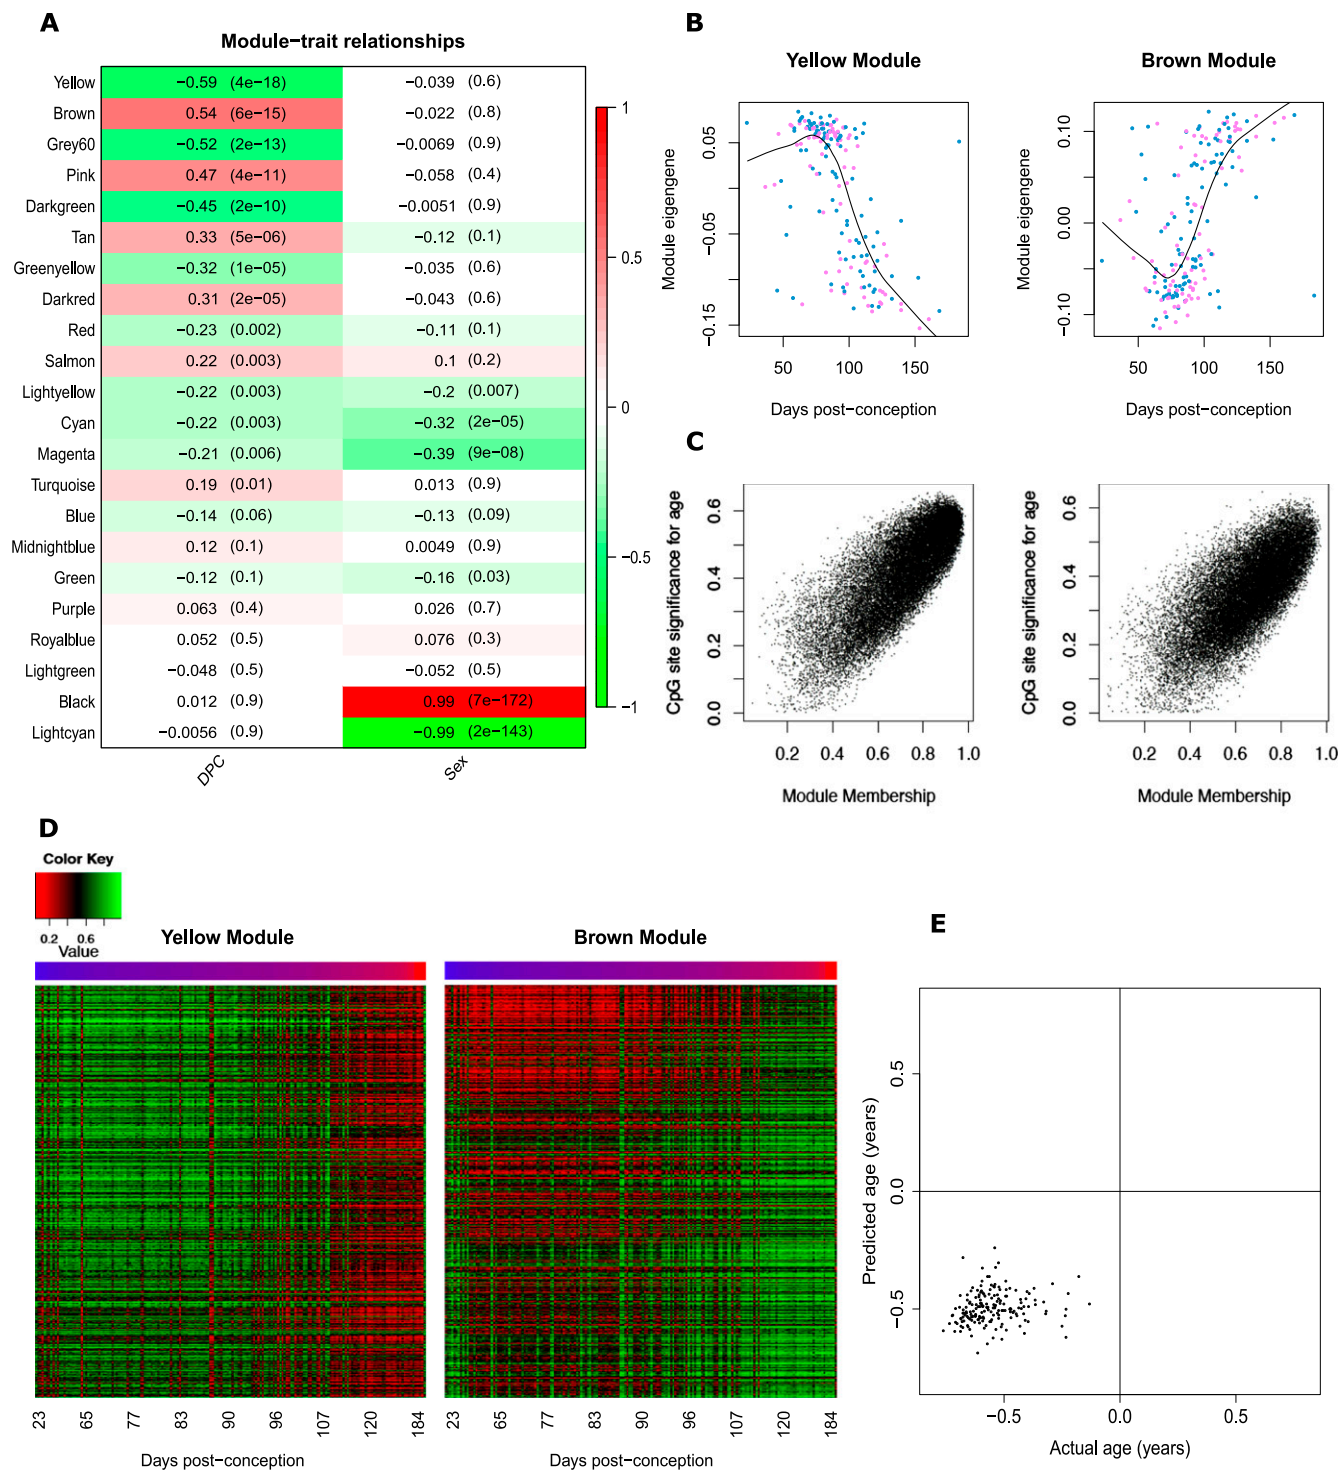 A
Module−trait relationships
Yellow −0.59 (4e−18) −0.039 (0.6)
Brown 0.54 (6e−15) −0.022 (0.8)
Grey60 −0.52 (2e−13) −0.0069 (0.9)
Pink 0.47 (4e−11) −0.058 (0.4)
Darkgreen −0.45 (2e−10) −0.0051 (0.9)
Tan 0.33 (5e−06) −0.12 (0.1)
Greenyellow −0.32 (1e−05) −0.035 (0.6)
Darkred 0.31 (2e−05) −0.043 (0.6)
Red −0.23 (0.002) −0.11 (0.1)
Salmon 0.22 (0.003) 0.1 (0.2)
Lightyellow −0.22 (0.003) −0.2 (0.007)
Cyan −0.22 (0.003) −0.32 (2e−05)
Magenta −0.21 (0.006) −0.39 (9e−08)
Turquoise 0.19 (0.01) 0.013 (0.9)
Blue −0.14 (0.06) −0.13 (0.09)
Midnightblue 0.12 (0.1) 0.0049 (0.9)
Green −0.12 (0.1) −0.16 (0.03)
Purple 0.063 (0.4) 0.026 (0.7)
Royalblue 0.052 (0.5) 0.076 (0.3)
Lightgreen −0.048 (0.5) −0.052 (0.5)
Black 0.012 (0.9) 0.99 (7e−172)
Lightcyan −0.0056 (0.9) −0.99 (2e−143)
DPC Sex
1
0.5
0
−0.5
−1
B
Yellow Module
Module eigengene
0.05
−0.05
−0.15
50 100 150
Days post−conception
Brown Module
Module eigengene
0.10
0.00
−0.10
50 100 150
Days post−conception
C
CpG site significance for age
0.6
0.4
0.2
0.0
0.2 0.4 0.6 0.8 1.0
Module Membership
CpG site significance for age
0.6
0.4
0.2
0.0
0.2 0.4 0.6 0.8 1.0
Module Membership
D
Color Key
0.2 0.6
Value
Yellow Module
23 65 77 83 90 96 107 120 184
Days post−conception
Brown Module
23 65 77 83 90 96 107 120 184
Days post−conception
E
Predicted age (years)
0.5
0.0
−0.5
−0.5 0.0 0.5
Actual age (years)